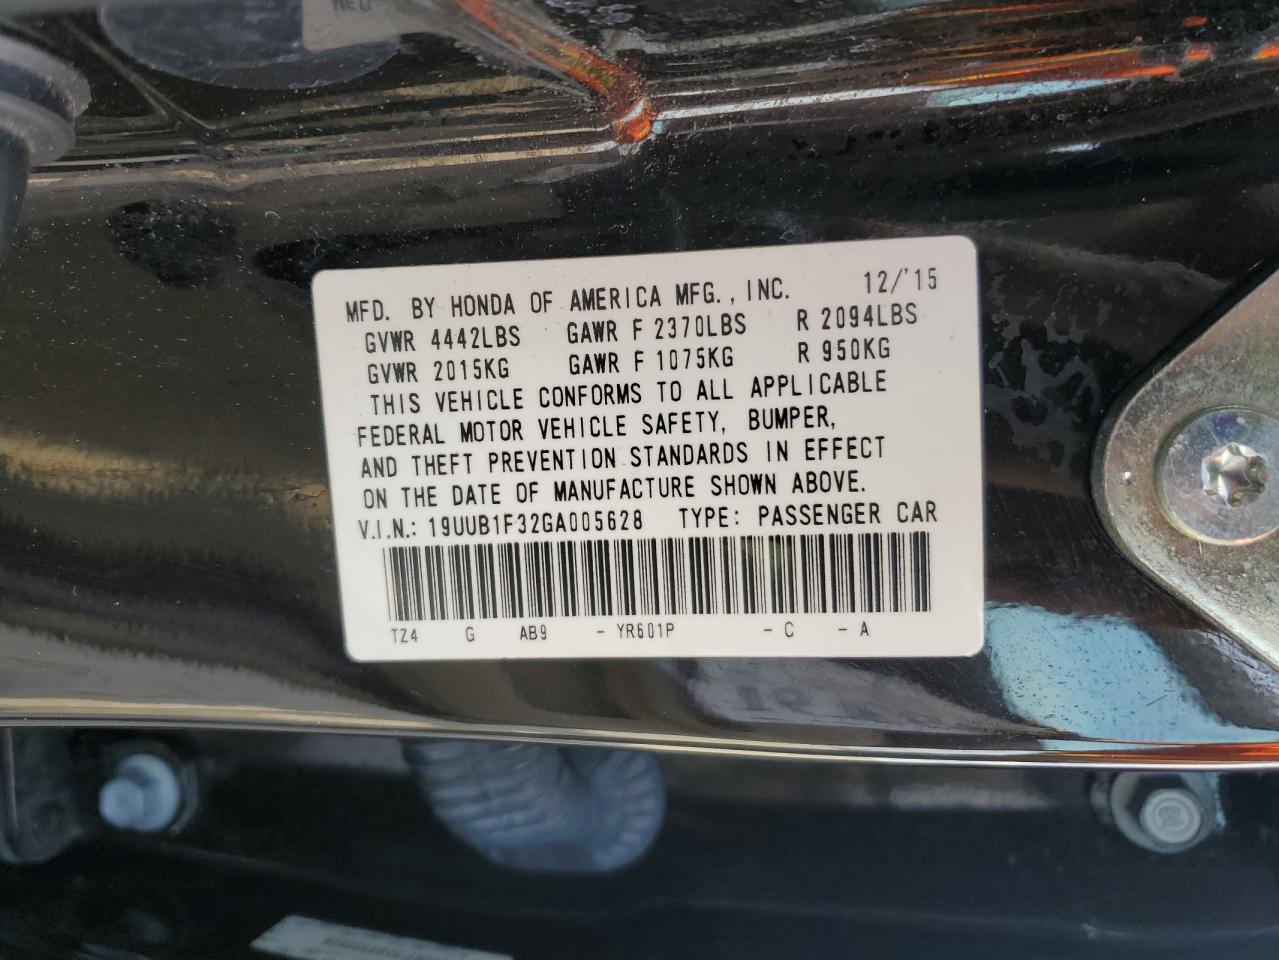 MFD. BY HONDA OF AMERICA MFG., INC. 12/'15
GVWR 4442LBS GAWR F 2370LBS R 2094LBS
GVWR 2015KG GAWR F 1075KG R 950KG
THIS VEHICLE CONFORMS TO ALL APPLICABLE
FEDERAL MOTOR VEHICLE SAFETY, BUMPER,
AND THEFT PREVENTION STANDARDS IN EFFECT
ON THE DATE OF MANUFACTURE SHOWN ABOVE.
V.I.N.: 19UUB1F32GA005628 TYPE: PASSENGER CAR
TZ4 G AB9 - YR601P - C - A